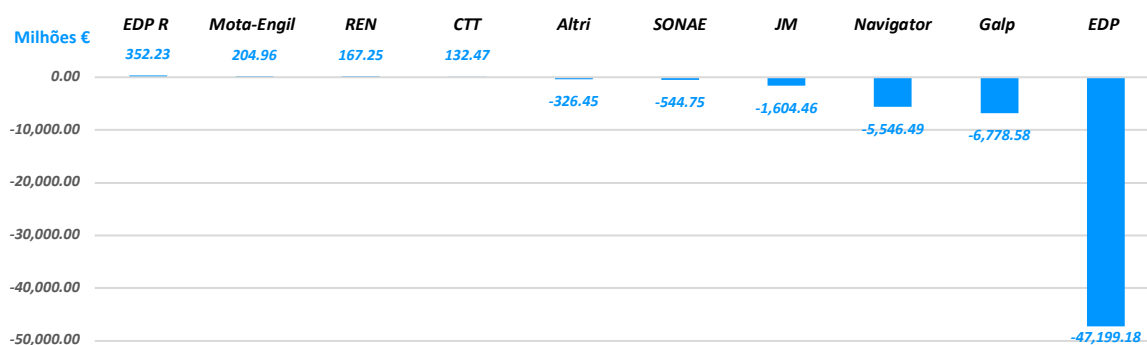 EDP R Mota-Engil REN CTT Altri SONAE JM Navigator Galp EDP
Milhões €
352.23 204.96 167.25 132.47
0.00
-326.45 -544.75 -1,604.46 -5,546.49 -6,778.58
-10,000.00
-20,000.00
-30,000.00
-40,000.00
-50,000.00 -47,199.18